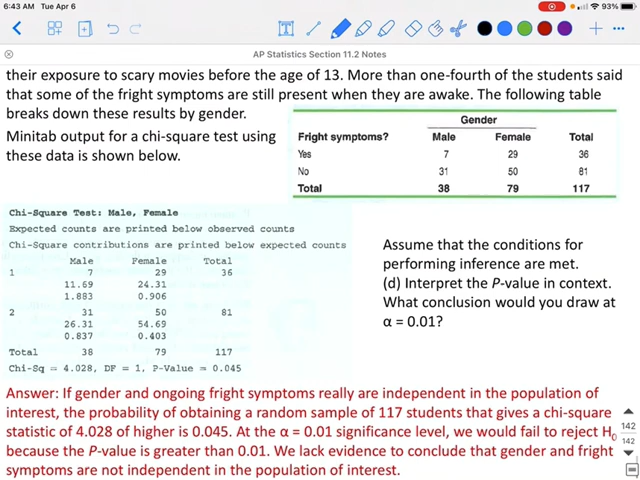 6:43 AM Tue Apr 6
93%
AP Statistics Section 11.2 Notes
their exposure to scary movies before the age of 13. More than one-fourth of the students said
that some of the fright symptoms are still present when they are awake. The following table
breaks down these results by gender.
Minitab output for a chi-square test using
these data is shown below.
Gender
Fright symptoms? Male Female Total
Yes 7 29 36
No 31 50 81
Total 38 79 117
Chi-Square Test: Male, Female
Expected counts are printed below observed counts
Chi-Square contributions are printed below expected counts
Male Female Total
1 7 29 36
11.69 24.31
1.883 0.906
2 31 50 81
26.31 54.69
0.837 0.403
Total 38 79 117
Chi-Sq = 4.028, DF = 1, P-Value = 0.045
Assume that the conditions for
performing inference are met.
(d) Interpret the P-value in context.
What conclusion would you draw at
α = 0.01?
Answer: If gender and ongoing fright symptoms really are independent in the population of
interest, the probability of obtaining a random sample of 117 students that gives a chi-square
statistic of 4.028 of higher is 0.045. At the α = 0.01 significance level, we would fail to reject H0
because the P-value is greater than 0.01. We lack evidence to conclude that gender and fright
symptoms are not independent in the population of interest.
142
142